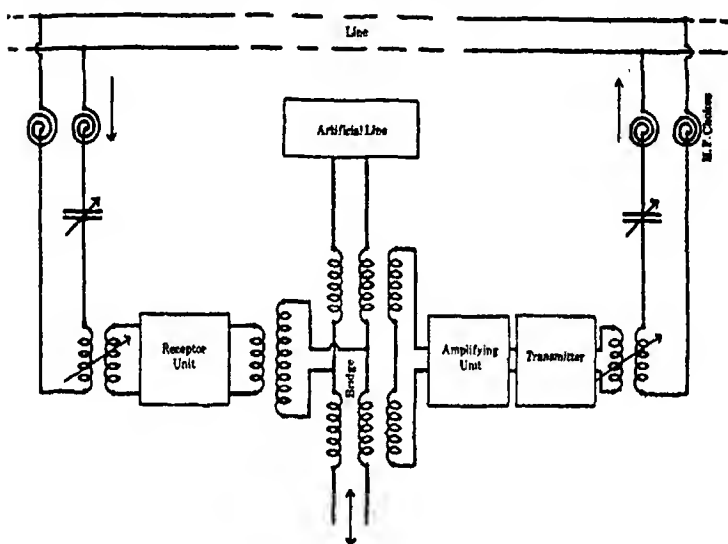 Line
Artificial Line
H. F. Chokes
Receptor
Unit
Bridge
Amplifying
Unit
Transmitter